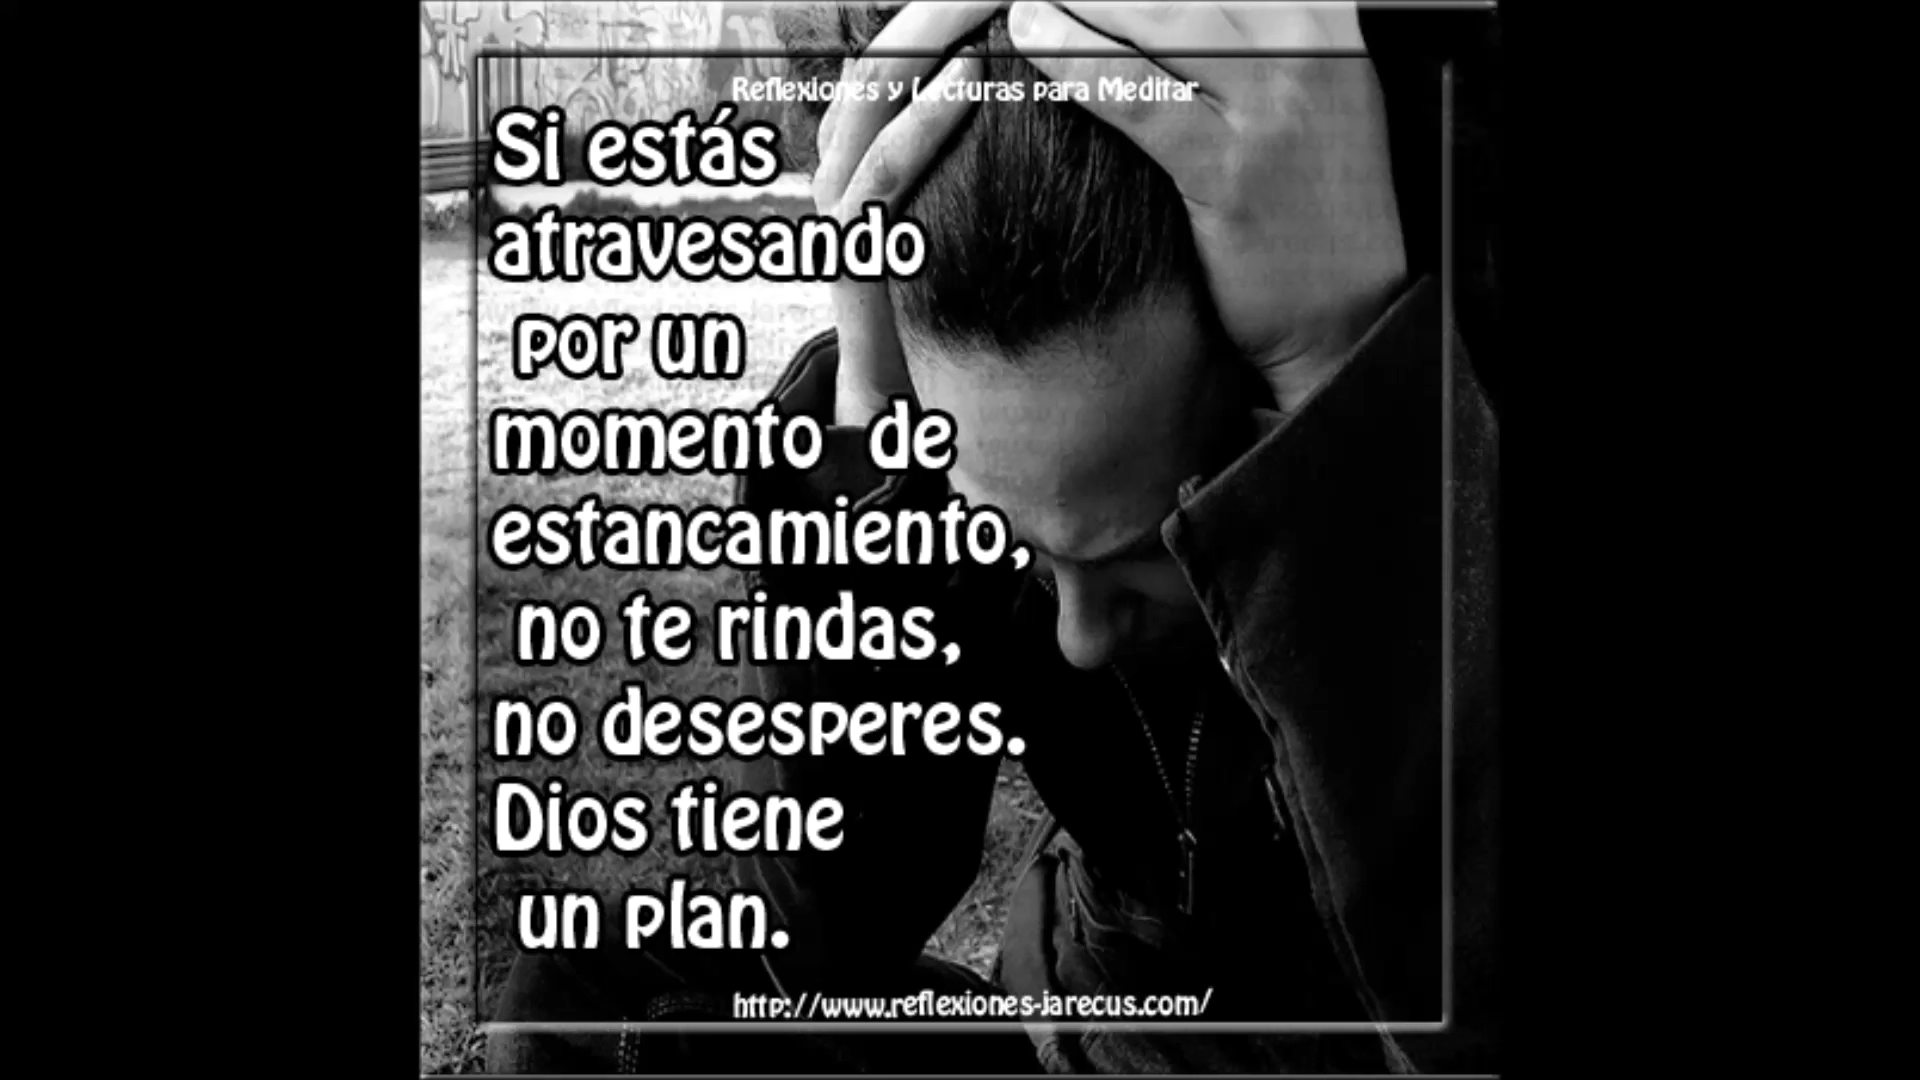 Reflexiones y Lecturas para Meditar
Si estás
atravesando
por un
momento de
estancamiento,
no te rindas,
no desesperes.
Dios tiene
un plan.
http://www.reflexiones-jarecus.com/